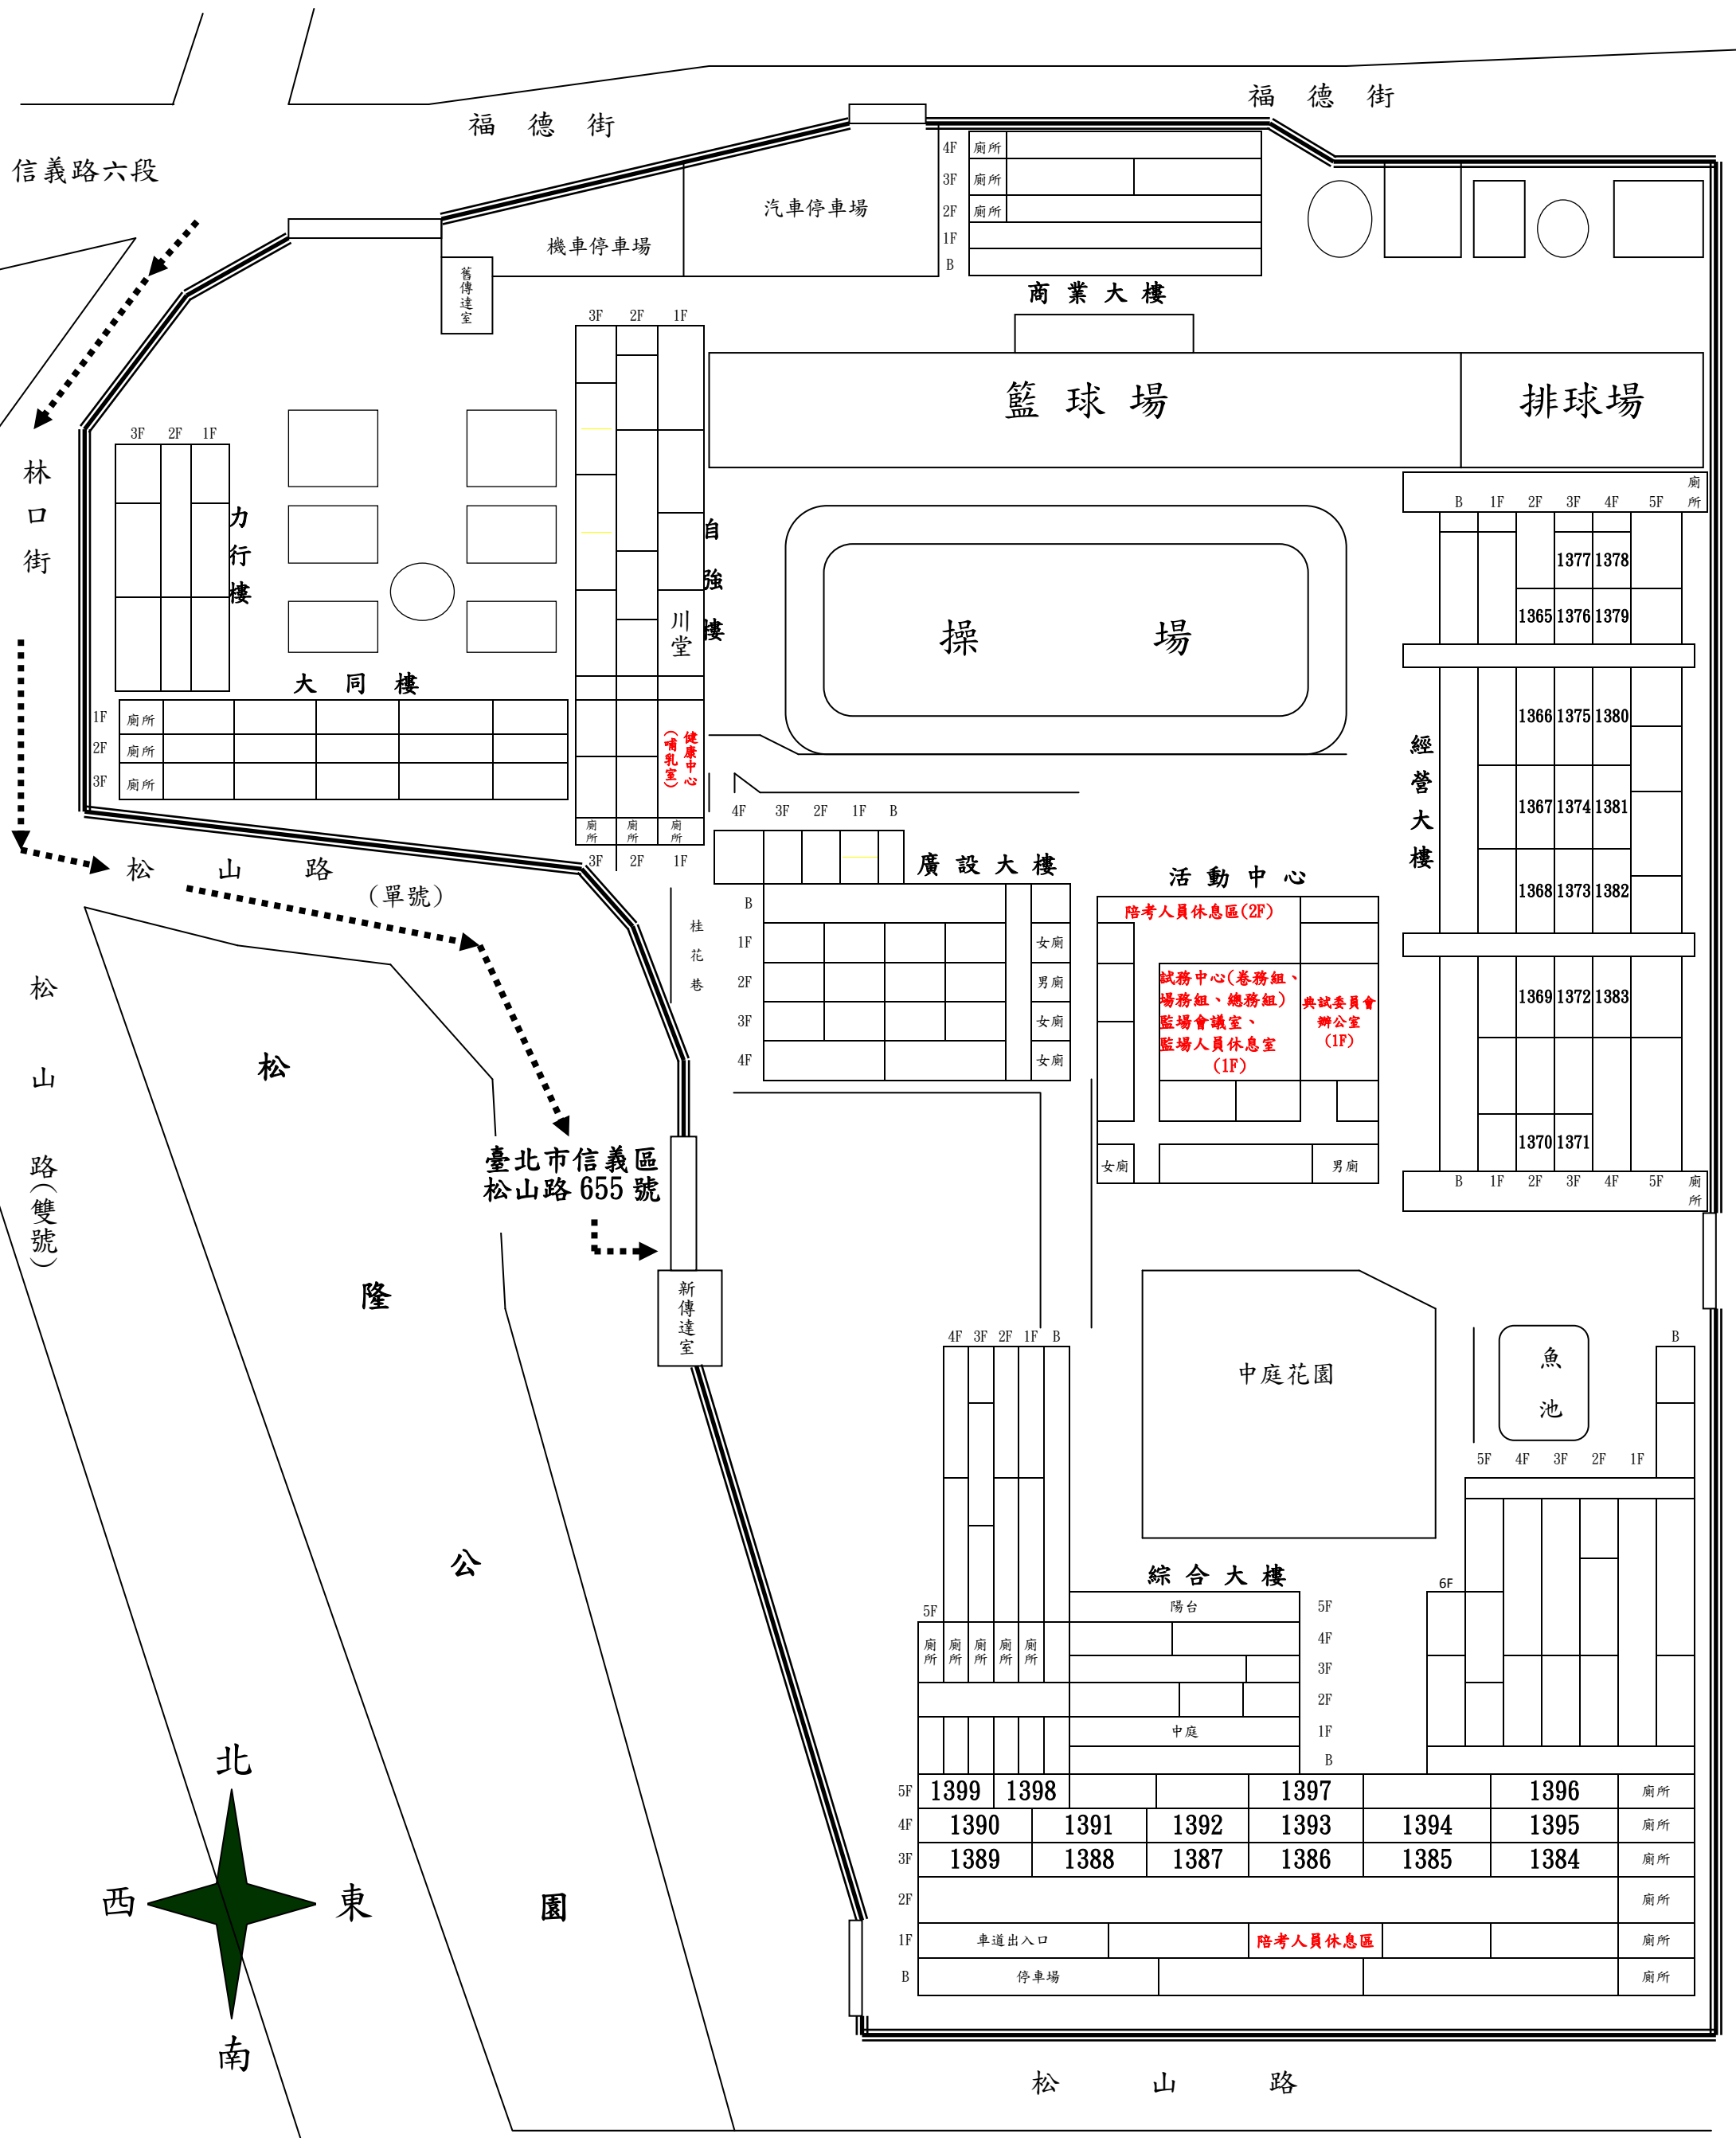 福 德 街
福 德 街
信義路六段
汽車停車場
機車停車場
舊傳達室
4F 廁所
3F 廁所
2F 廁所
1F
B
商 業 大 樓
籃 球 場
排球場
3F 2F 1F
3F 2F 1F
林口街
力行樓
自強樓
川堂
大 同 樓
1F 廁所
2F 廁所
3F 廁所
健康中心
(哺乳室)
廁所 廁所 廁所
3F 2F 1F
操 場
廁所
B 1F 2F 3F 4F 5F
1377 1378
1365 1376 1379
1366 1375 1380
1367 1374 1381
1368 1373 1382
1369 1372 1383
1370 1371
B 1F 2F 3F 4F 5F
廁所
經營大樓
松 山 路
(單號)
4F 3F 2F 1F B
廣 設 大 樓
桂花巷
B
1F 女廁
2F 男廁
3F 女廁
4F 女廁
活 動 中 心
陪考人員休息區(2F)
試務中心(卷務組、
場務組、總務組)
監場會議室、
監場人員休息室
(1F)
典試委員會
辦公室
(1F)
女廁
男廁
松山路(雙號)
松隆公園
臺北市信義區
松山路 655 號
新傳達室
中庭花園
魚池
4F 3F 2F 1F B
B
5F 4F 3F 2F 1F
6F
綜 合 大 樓
5F
廁所 廁所 廁所 廁所 廁所
陽台 5F
4F
3F
2F
中庭 1F
B
5F 1399 1398 1397 1396 廁所
4F 1390 1391 1392 1393 1394 1395 廁所
3F 1389 1388 1387 1386 1385 1384 廁所
2F 廁所
1F 車道出入口 陪考人員休息區 廁所
B 停車場 廁所
北
西 東
南
松 山 路